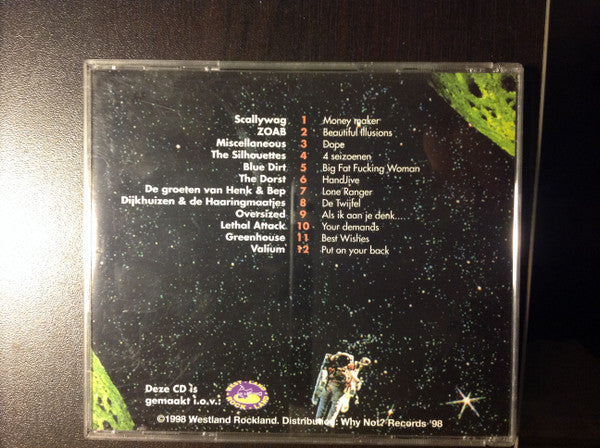 Scallywag 1 Money maker
ZOAB 2 Beautiful Illusions
Miscellaneous 3 Dope
The Silhouettes 4 4 seizoenen
Blue Dirt 5 Big Fat Fucking Woman
The Dorst 6 HandJive
De groeten van Henk & Bep 7 Lone Ranger
Dijkhuizen & de Haaringmaatjes 8 De Twijfel
Oversized 9 Als ik aan je denk....
Lethal Attack 10 Your demands
Greenhouse 11 Best Wishes
Valium 12 Put on your back
Deze CD is
gemaakt i.o.v.:
©1998 Westland Rockland. Distribution: Why Not? Records '98